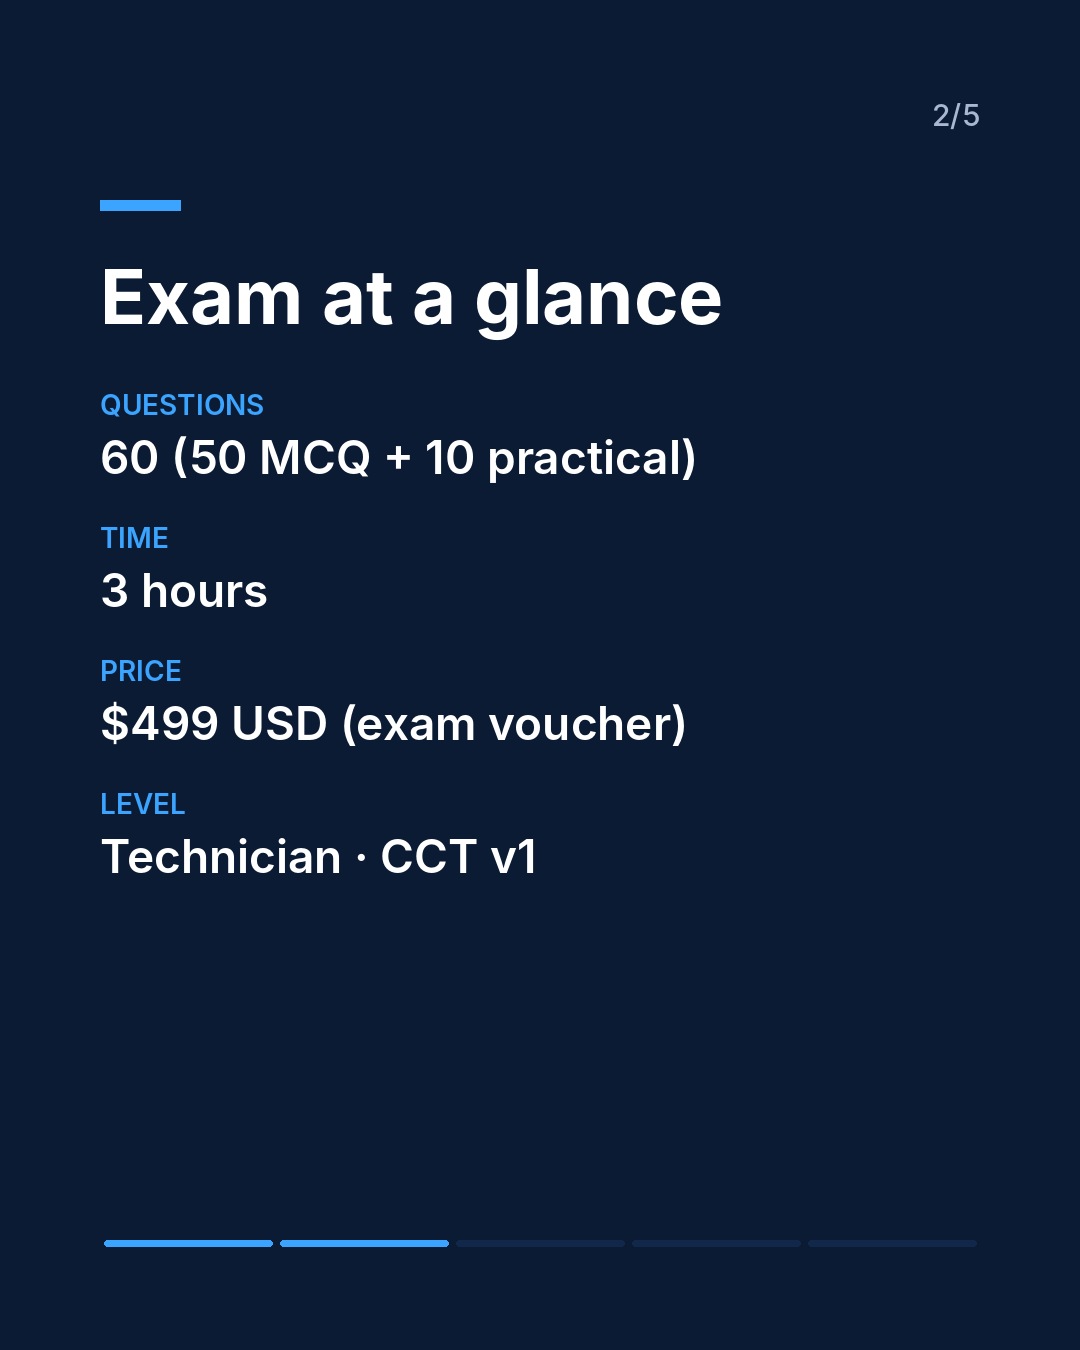 2/5
Exam at a glance
QUESTIONS
60 (50 MCQ + 10 practical)
TIME
3 hours
PRICE
$499 USD (exam voucher)
LEVEL
Technician · CCT v1